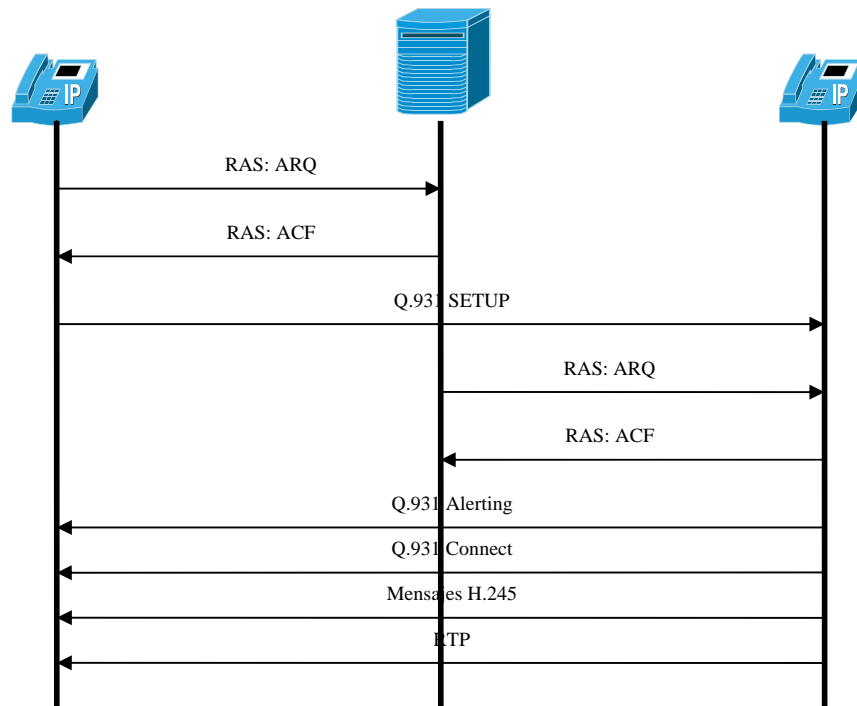 IP
IP
RAS: ARQ
RAS: ACF
Q.931 SETUP
RAS: ARQ
RAS: ACF
Q.931 Alerting
Q.931 Connect
Mensajes H.245
RTP